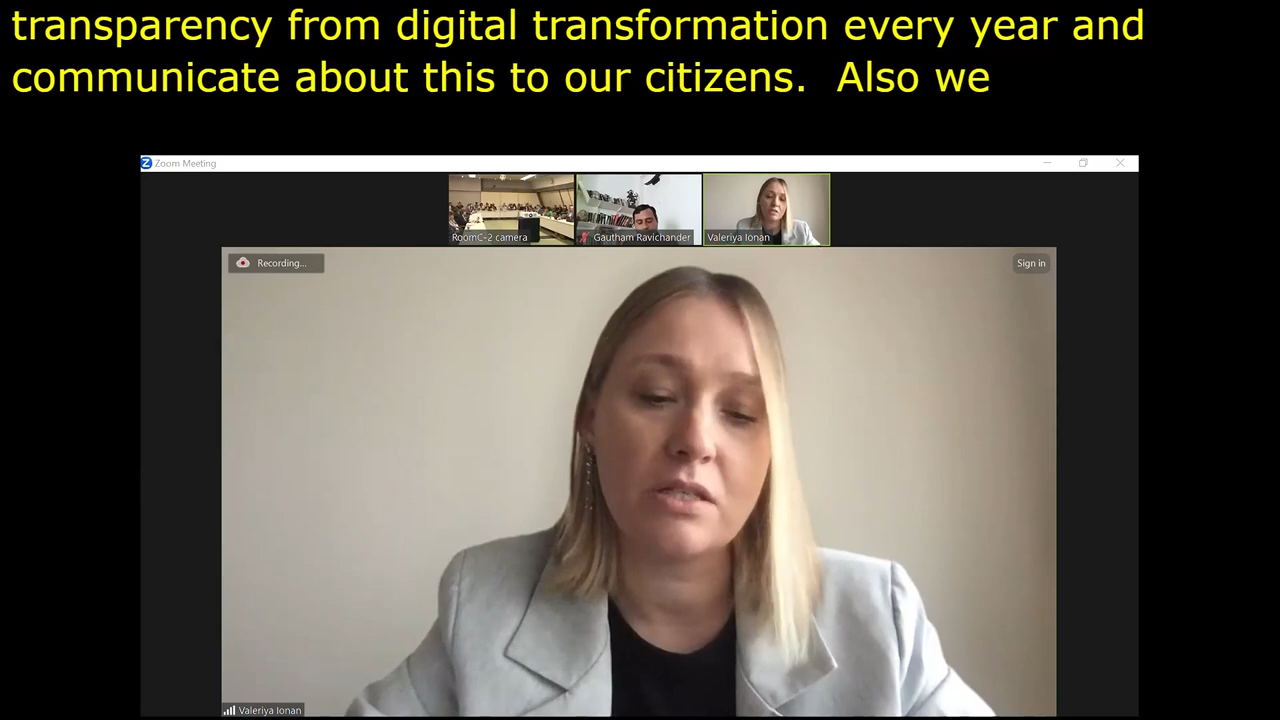 transparency from digital transformation every year and
communicate about this to our citizens.  Also we
Zoom Meeting
RoomC-2 camera
Gautham Ravichander
Valeriya Ionan
Recording...
Sign in
Valeriya Ionan